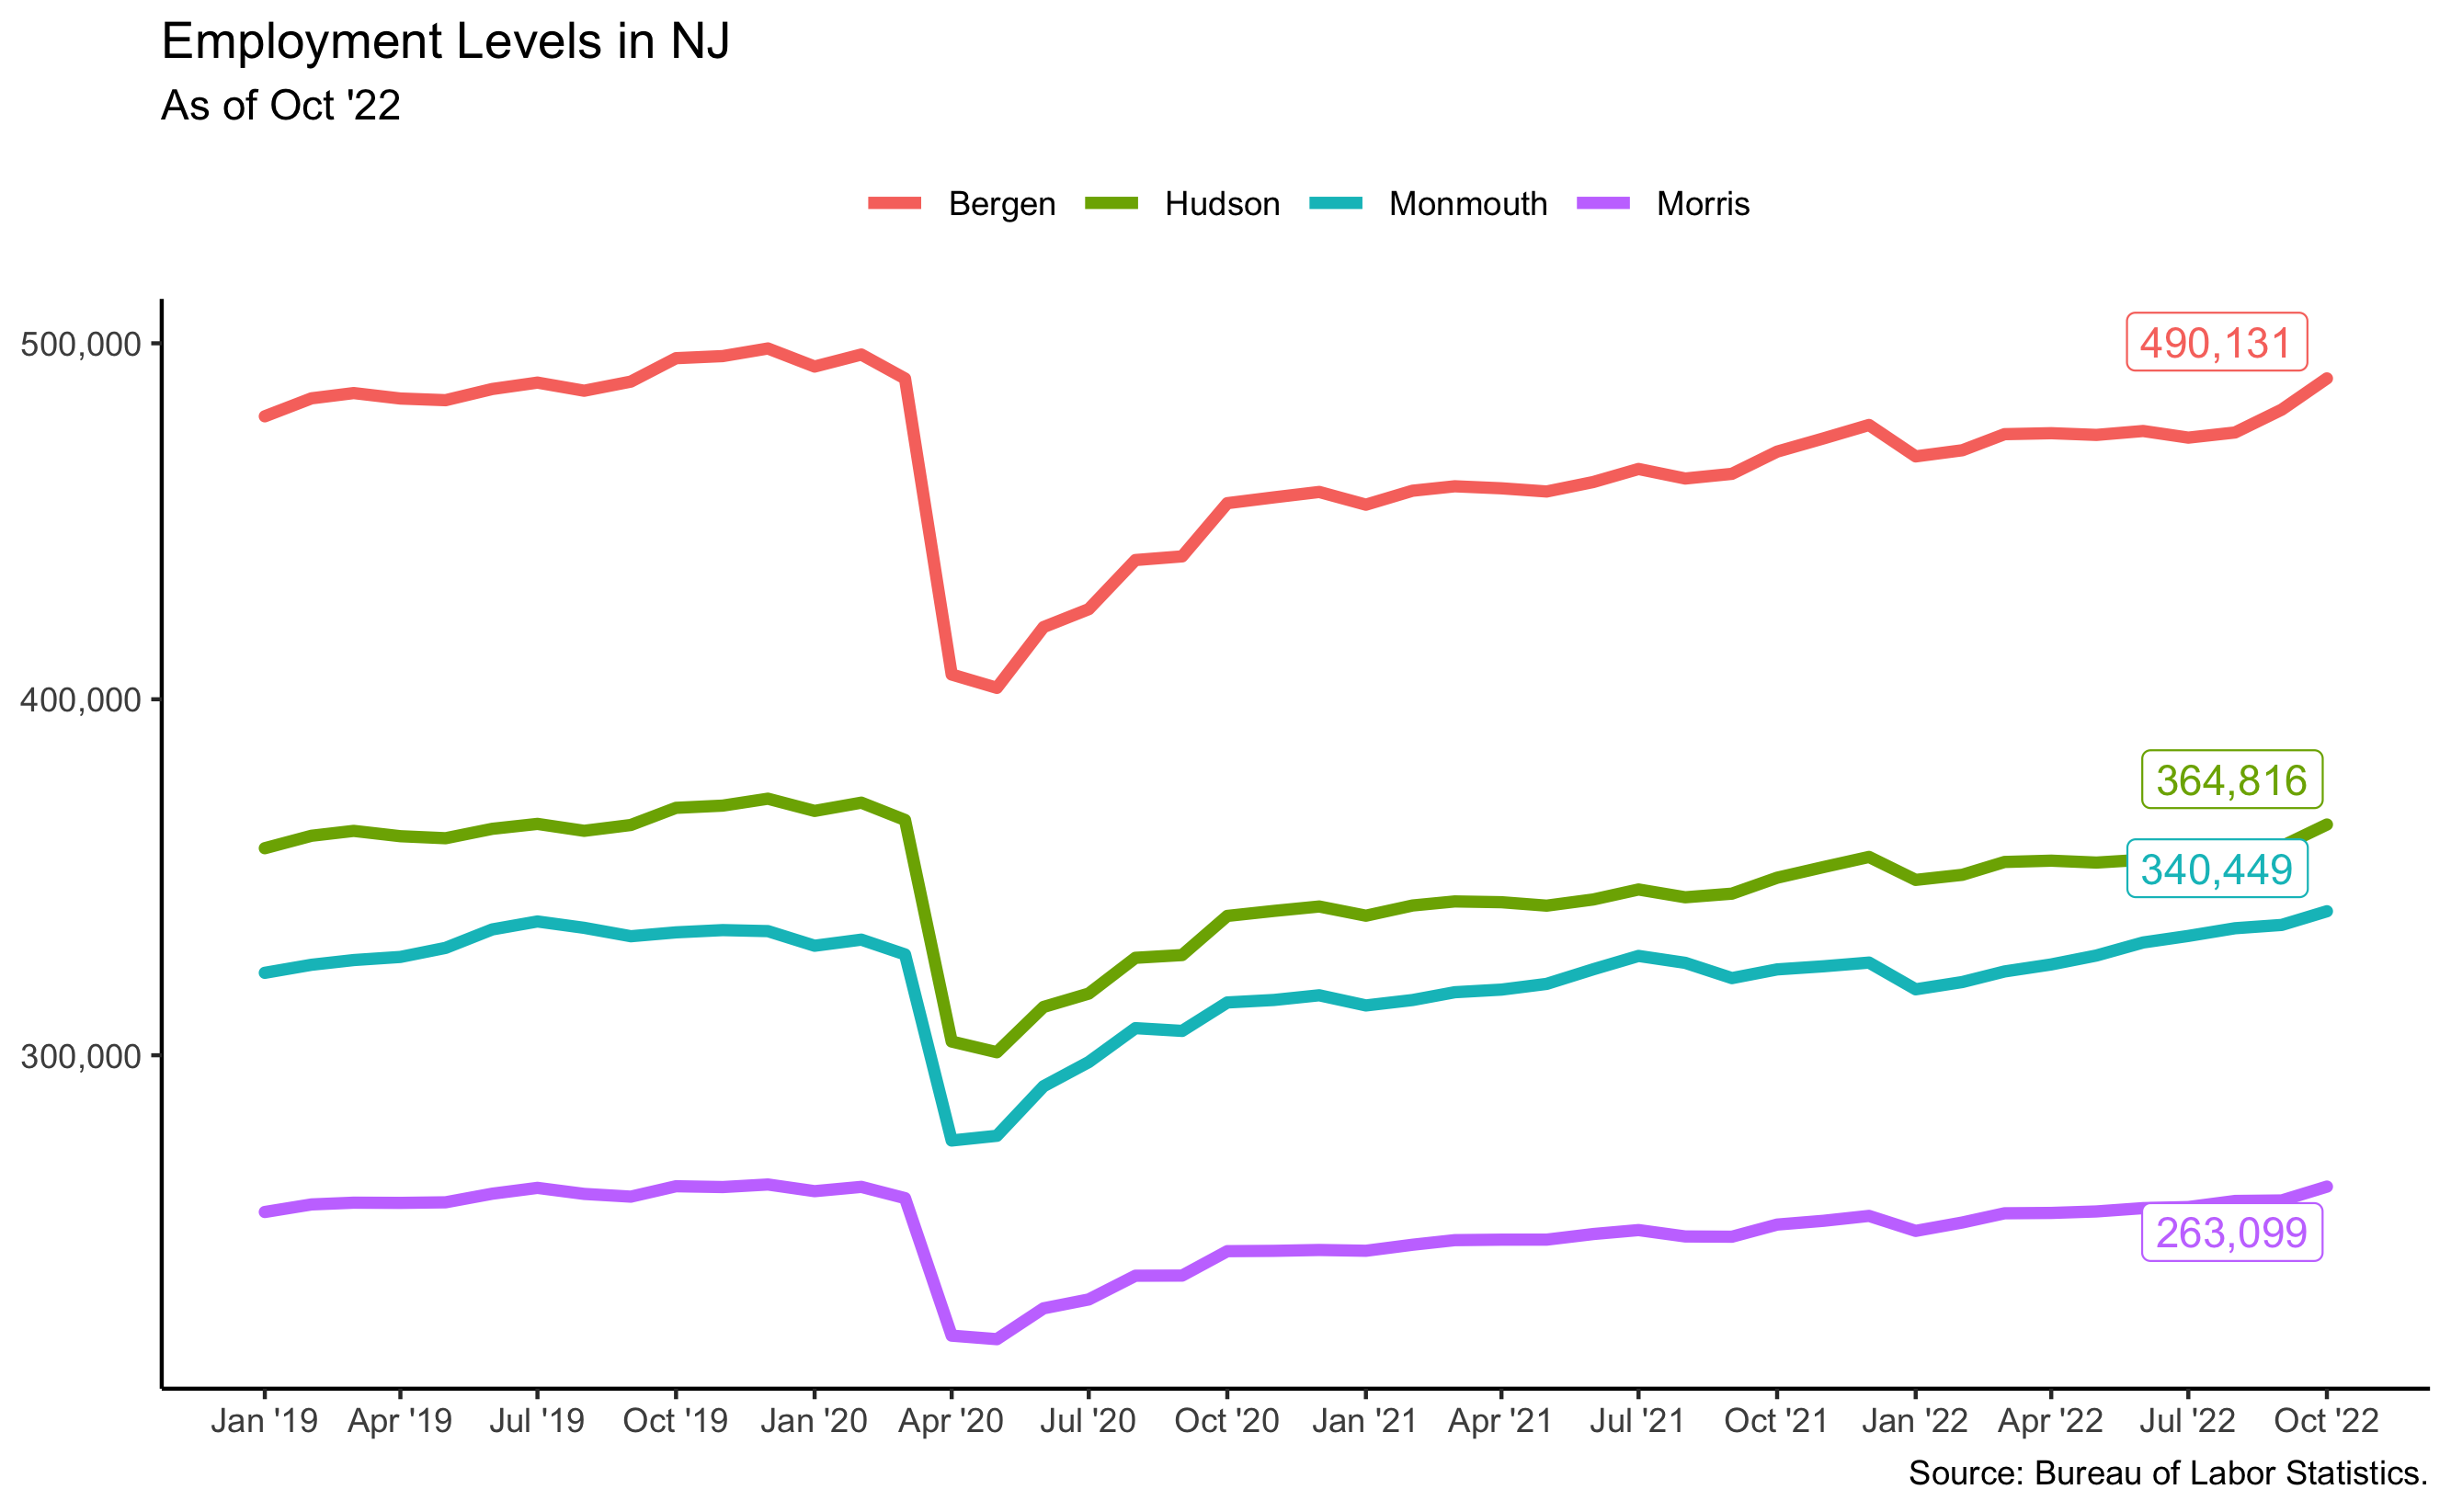 Employment Levels in NJ
As of Oct '22
Bergen Hudson Monmouth Morris
500,000
400,000
300,000
490,131
364,816
340,449
263,099
Jan '19 Apr '19 Jul '19 Oct '19 Jan '20 Apr '20 Jul '20 Oct '20 Jan '21 Apr '21 Jul '21 Oct '21 Jan '22 Apr '22 Jul '22 Oct '22
Source: Bureau of Labor Statistics.